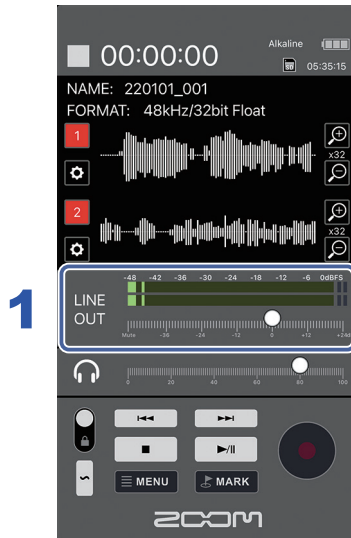 00:00:00
Alkaline
05:35:15
NAME: 220101_001
FORMAT: 48kHz/32bit Float
1
x32
2
x32
1
-48 -42 -36 -30 -24 -18 -12 -6 0dBFS
LINE
OUT
Mute -36 -24 -12 0 +12 +24d
0 20 40 60 80 100
MENU
MARK
ZOOM